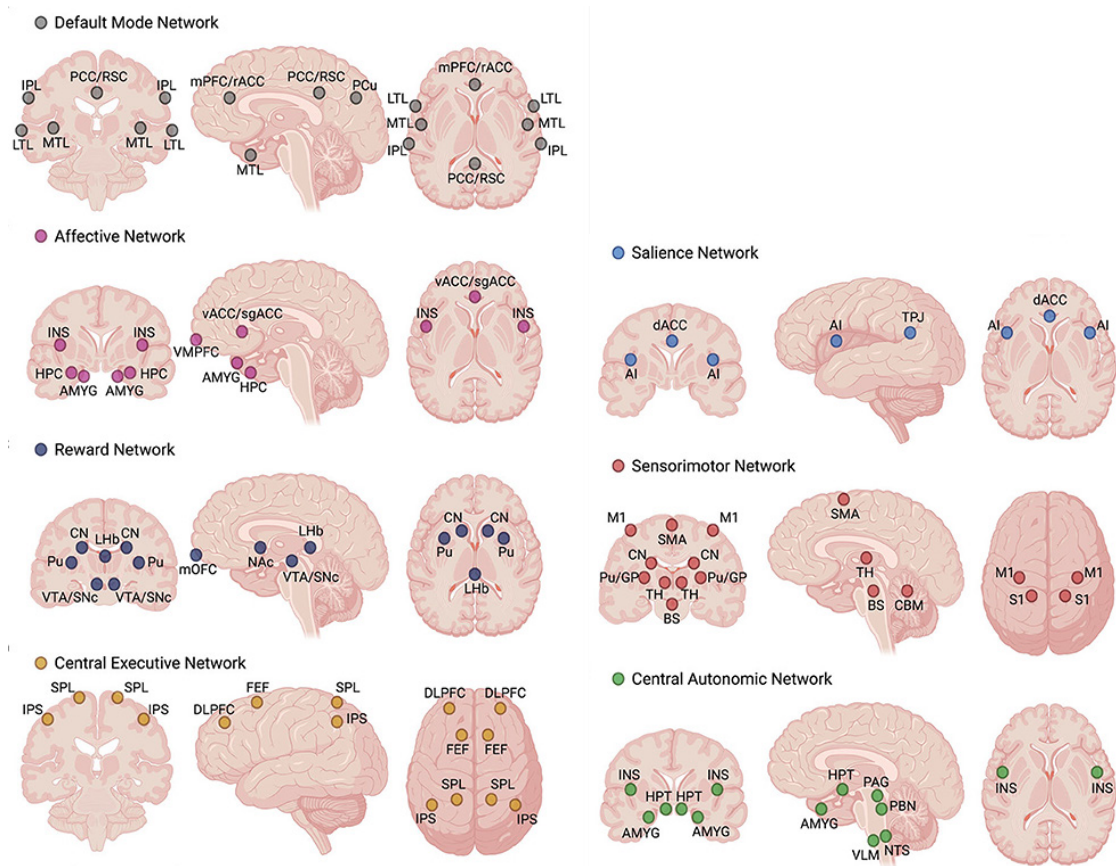 Default Mode Network
IPL PCC/RSC IPL
LTL MTL MTL LTL
mPFC/rACC PCC/RSC PCu
MTL
mPFC/rACC
LTL LTL
MTL MTL
IPL IPL
PCC/RSC
Affective Network
INS INS
HPC HPC
AMYG AMYG
vACC/sgACC
VMPFC
AMYG
HPC
vACC/sgACC
INS INS
Salience Network
dACC
AI AI
AI TPJ
dACC
AI AI
Reward Network
CN LHb CN
Pu Pu
VTA/SNc VTA/SNc
LHb
mOFC NAc VTA/SNc
CN CN
Pu Pu
LHb
Sensorimotor Network
M1 SMA M1
CN CN
Pu/GP Pu/GP
TH TH
BS
SMA
TH
BS CBM
M1 M1
S1 S1
Central Executive Network
SPL SPL
IPS IPS
FEF SPL
DLPFC IPS
DLPFC DLPFC
FEF FEF
SPL SPL
IPS IPS
Central Autonomic Network
INS INS
HPT HPT
AMYG AMYG
HPT PAG
AMYG PBN
VLM NTS
INS INS